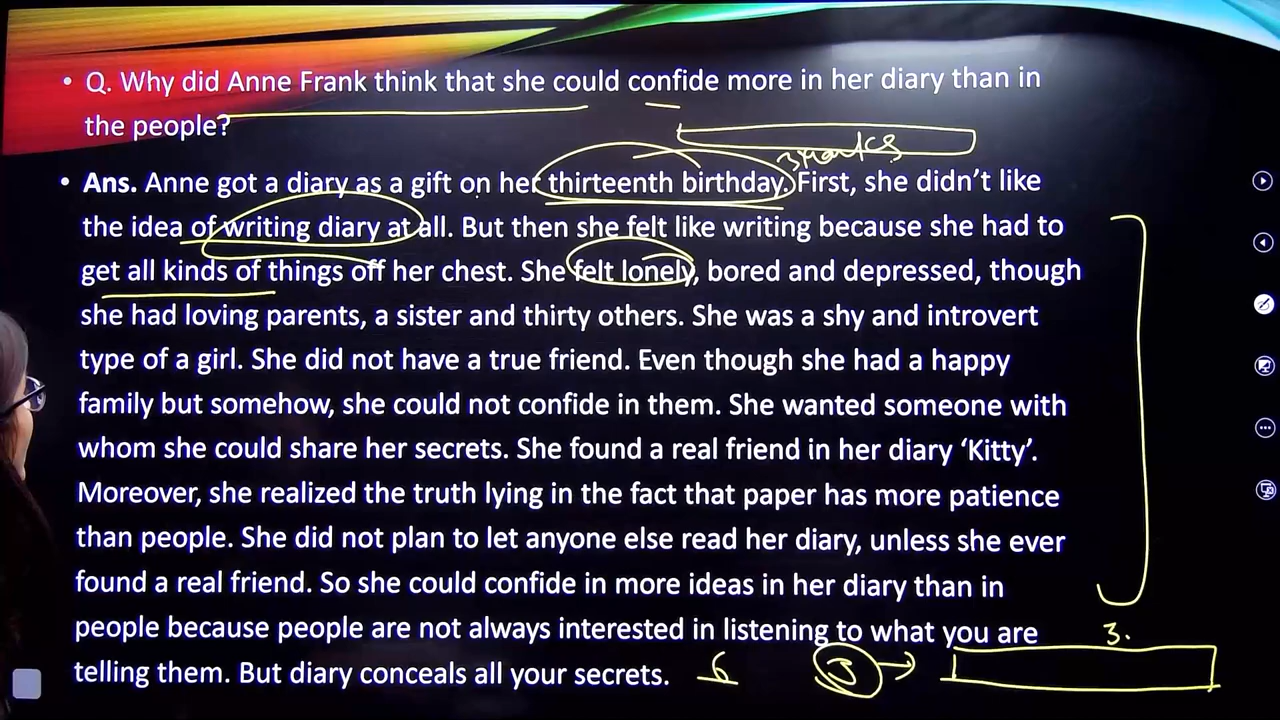 • Q. Why did Anne Frank think that she could confide more in her diary than in
the people?
3 Marks
• Ans. Anne got a diary as a gift on her thirteenth birthday. First, she didn't like
the idea of writing diary at all. But then she felt like writing because she had to
get all kinds of things off her chest. She felt lonely, bored and depressed, though
she had loving parents, a sister and thirty others. She was a shy and introvert
type of a girl. She did not have a true friend. Even though she had a happy
family but somehow, she could not confide in them. She wanted someone with
whom she could share her secrets. She found a real friend in her diary ‘Kitty’.
Moreover, she realized the truth lying in the fact that paper has more patience
than people. She did not plan to let anyone else read her diary, unless she ever
found a real friend. So she could confide in more ideas in her diary than in
people because people are not always interested in listening to what you are
3.
telling them. But diary conceals all your secrets. 6 3